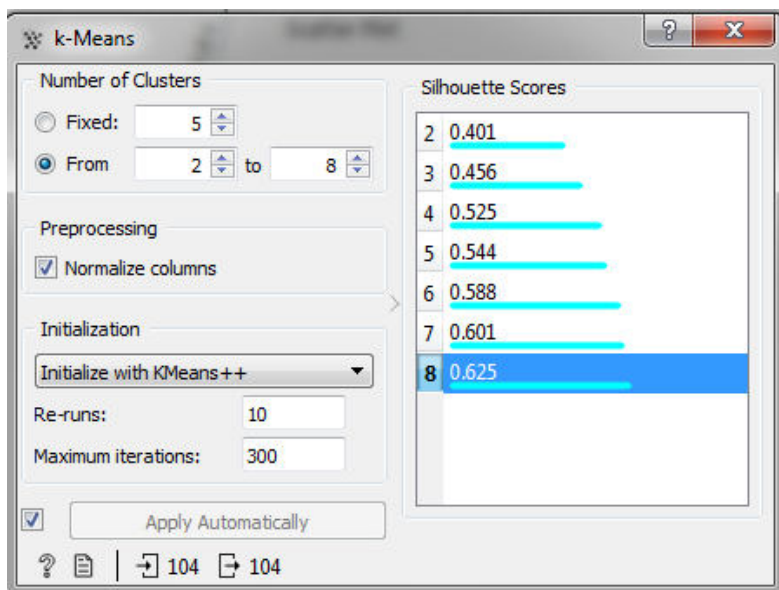 k-Means
Number of Clusters
Fixed: 5
From 2 to 8
Preprocessing
Normalize columns
Initialization
Initialize with KMeans++
Re-runs: 10
Maximum iterations: 300
Apply Automatically
? 104 104
Silhouette Scores
2 0.401
3 0.456
4 0.525
5 0.544
6 0.588
7 0.601
8 0.625